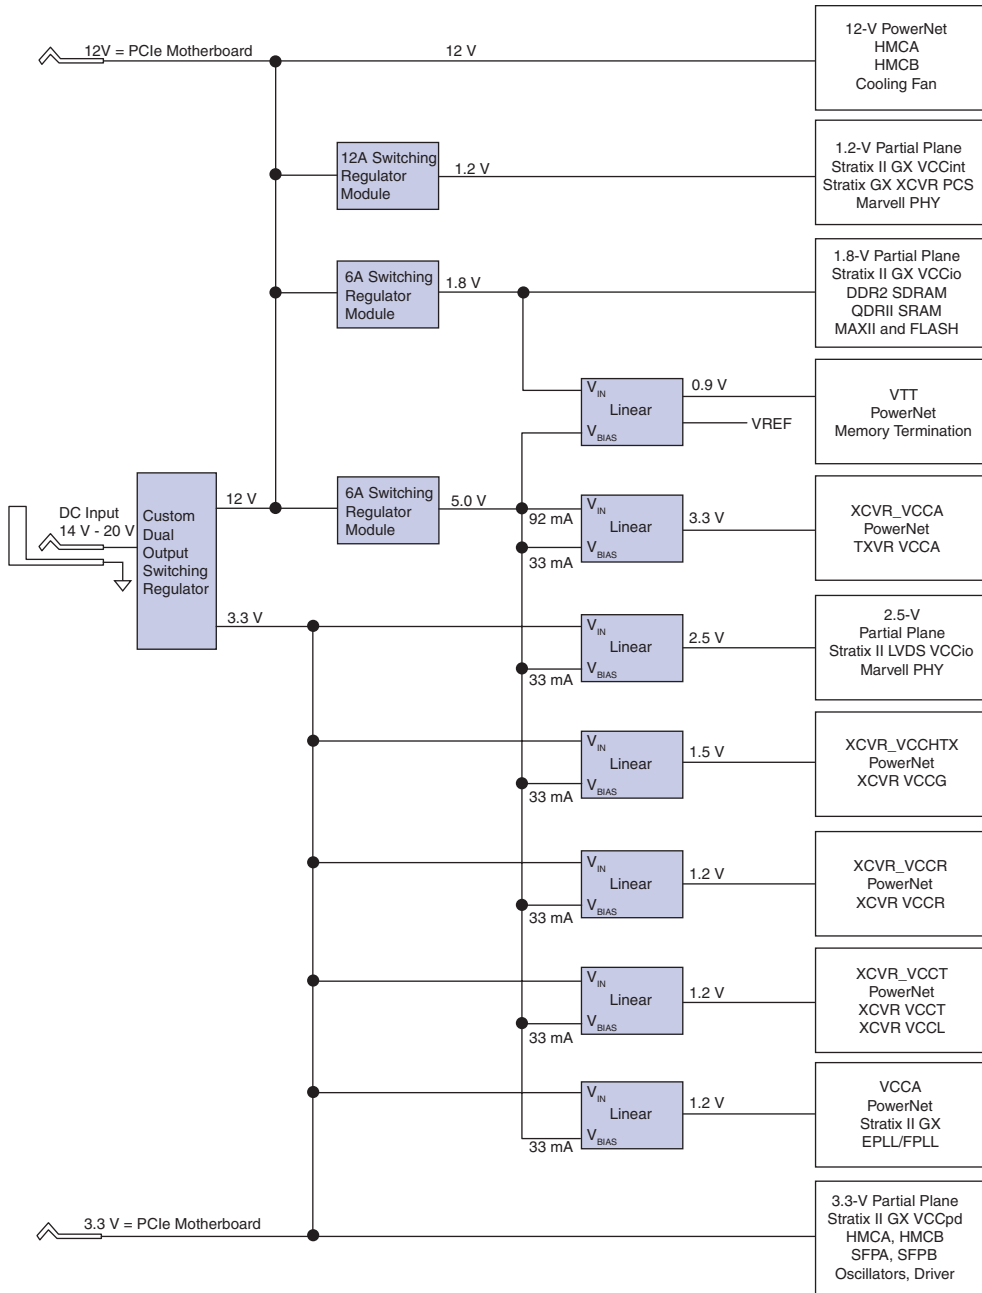 12V = PCIe Motherboard
12 V
12-V PowerNet
HMCA
HMCB
Cooling Fan
12A Switching
Regulator
Module
1.2 V
1.2-V Partial Plane
Stratix II GX VCCint
Stratix GX XCVR PCS
Marvell PHY
6A Switching
Regulator
Module
1.8 V
1.8-V Partial Plane
Stratix II GX VCCio
DDR2 SDRAM
QDRII SRAM
MAXII and FLASH
VIN
Linear
VBIAS
0.9 V
VREF
VTT
PowerNet
Memory Termination
DC Input
14 V - 20 V
Custom
Dual
Output
Switching
Regulator
12 V
3.3 V
6A Switching
Regulator
Module
5.0 V
92 mA
33 mA
VIN
Linear
VBIAS
3.3 V
XCVR_VCCA
PowerNet
TXVR VCCA
33 mA
VIN
Linear
VBIAS
2.5 V
2.5-V
Partial Plane
Stratix II LVDS VCCio
Marvell PHY
33 mA
VIN
Linear
VBIAS
1.5 V
XCVR_VCCHTX
PowerNet
XCVR VCCG
33 mA
VIN
Linear
VBIAS
1.2 V
XCVR_VCCR
PowerNet
XCVR VCCR
33 mA
VIN
Linear
VBIAS
1.2 V
XCVR_VCCT
PowerNet
XCVR VCCT
XCVR VCCL
33 mA
VIN
Linear
VBIAS
1.2 V
VCCA
PowerNet
Stratix II GX
EPLL/FPLL
3.3 V = PCIe Motherboard
3.3-V Partial Plane
Stratix II GX VCCpd
HMCA, HMCB
SFPA, SFPB
Oscillators, Driver